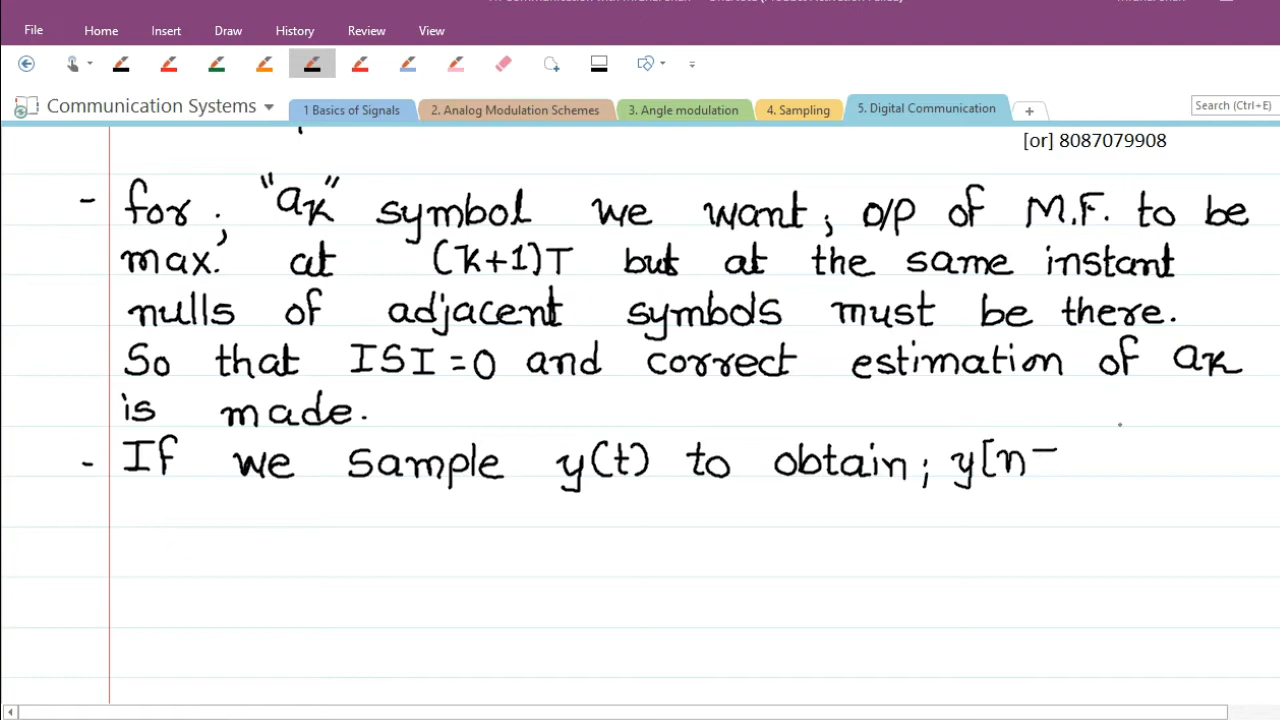 File Home Insert Draw History Review View
Communication Systems 1 Basics of Signals 2. Analog Modulation Schemes 3. Angle modulation 4. Sampling 5. Digital Communication Search (Ctrl+E)
[or] 8087079908
- for; "aₖ" symbol we want; o/p of M.F. to be
max. at (k+1)T but at the same instant
nulls of adjacent symbols must be there.
So that ISI=0 and correct estimation of aₖ
is made.
- If we sample y(t) to obtain; y[n